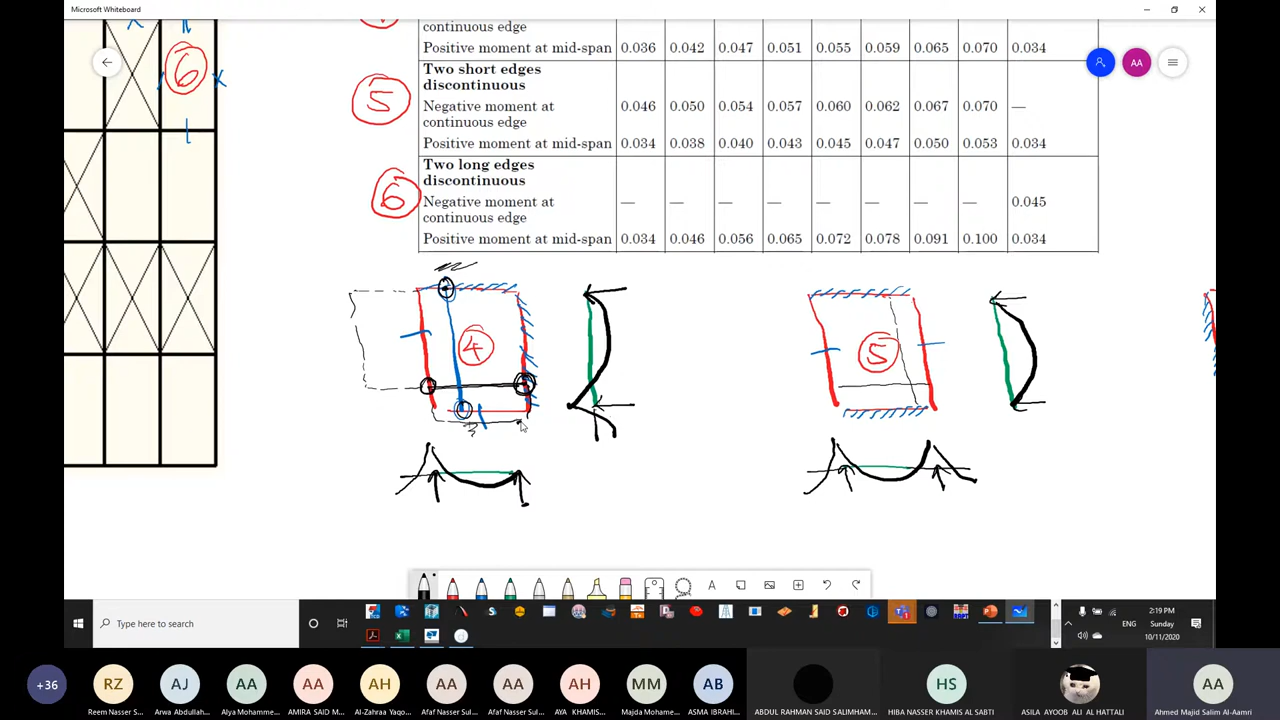 Microsoft Whiteboard
continuous edge
Positive moment at mid-span 0.036 0.042 0.047 0.051 0.055 0.059 0.065 0.070 0.034
6
5
Two short edges
discontinuous
Negative moment at 0.046 0.050 0.054 0.057 0.060 0.062 0.067 0.070 —
continuous edge
Positive moment at mid-span 0.034 0.038 0.040 0.043 0.045 0.047 0.050 0.053 0.034
6
Two long edges
discontinuous
Negative moment at — — — — — — — — 0.045
continuous edge
Positive moment at mid-span 0.034 0.046 0.056 0.065 0.072 0.078 0.091 0.100 0.034
4
5
AA
A
Type here to search
ENG
2:19 PM
Sunday
10/11/2020
+36
RZ
Reem Nasser S...
AJ
Arwa Abdullah...
AA
Alya Mohamme...
AA
AMIRA SAID M...
AH
Al-Zahraa Yaqo...
AA
Afaf Nasser Sul...
AA
Afaf Nasser Sul...
AH
AYA KHAMIS...
MM
Majda Mohame...
AB
ASMA IBRAHI...
ABDUL RAHMAN SAID SALIMHAM...
HS
HIBA NASSER KHAMIS AL SABTI
ASILA AYOOB ALI AL HATTALI
AA
Ahmed Majid Salim Al-Aamri